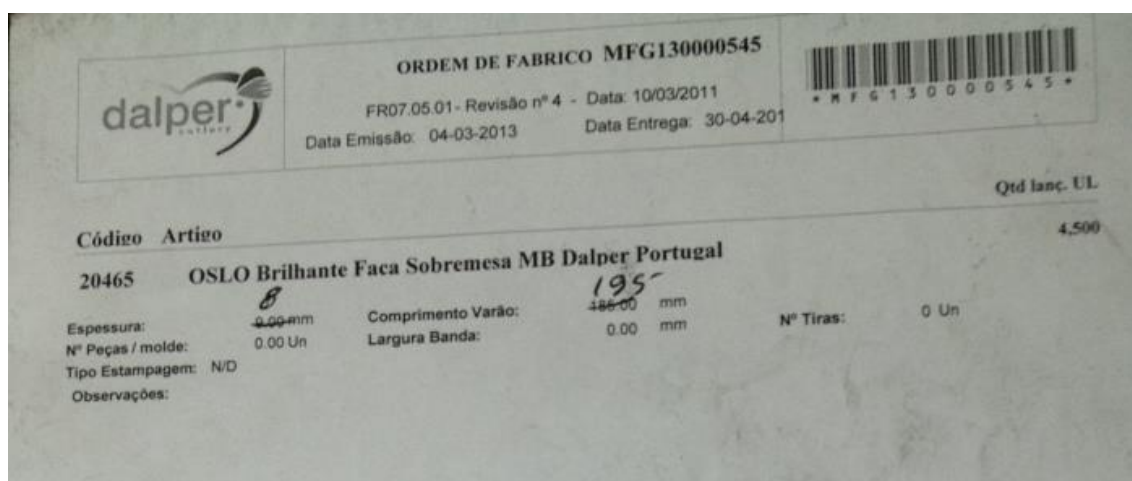 dalper
cutlery
ORDEM DE FABRICO MFG130000545
FR07.05.01- Revisão nº 4 - Data: 10/03/2011
Data Emissão: 04-03-2013 Data Entrega: 30-04-201
*MFG130000545*
Qtd lanç. UL
Código Artigo
4,500
20465 OSLO Brilhante Faca Sobremesa MB Dalper Portugal
8 195
Espessura: 9.00 mm Comprimento Varão: mm
Nº Peças / molde: 0.00 Un Largura Banda: 0.00 mm Nº Tiras: 0 Un
Tipo Estampagem: N/D
Observações: